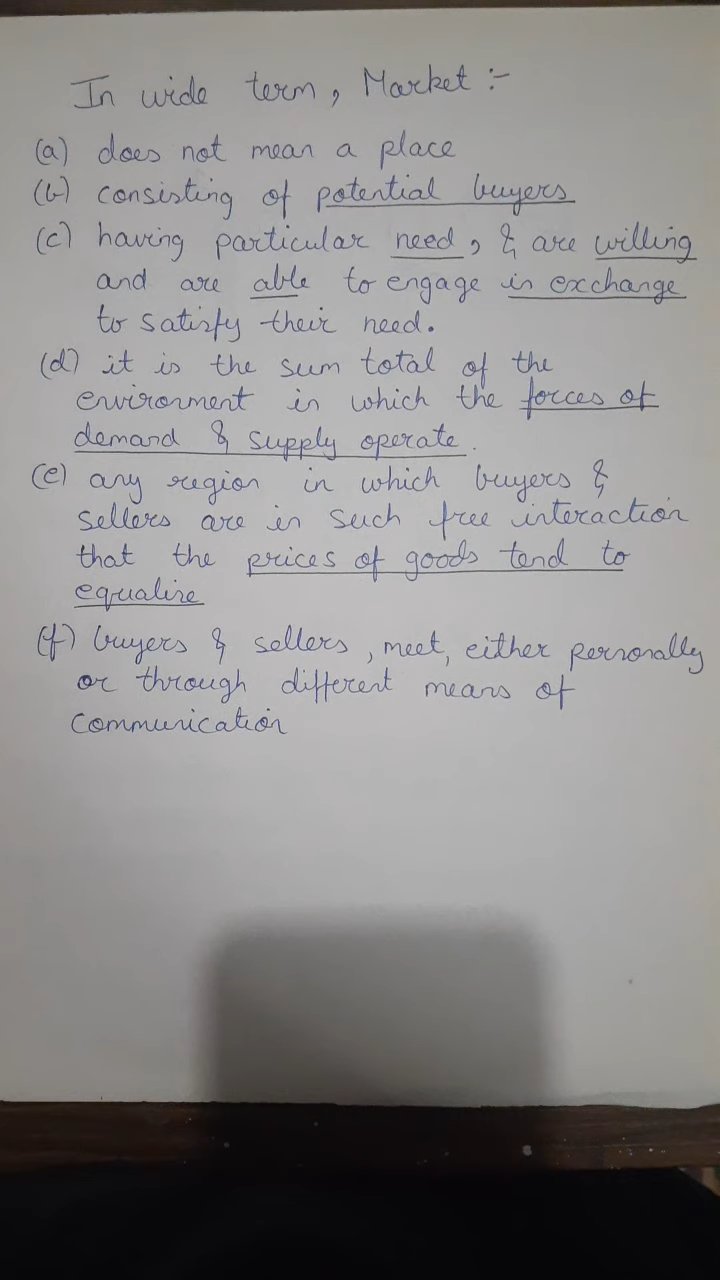 In wide term, Market :-
(a) does not mean a place
(b) consisting of potential buyers
(c) having particular need, & are willing
and are able to engage in exchange
to satisfy their need.
(d) it is the sum total of the
environment in which the forces of
demand & supply operate.
(e) any region in which buyers &
sellers are in such free interaction
that the prices of goods tend to
equalise
(f) buyers & sellers, meet, either personally
or through different means of
communication